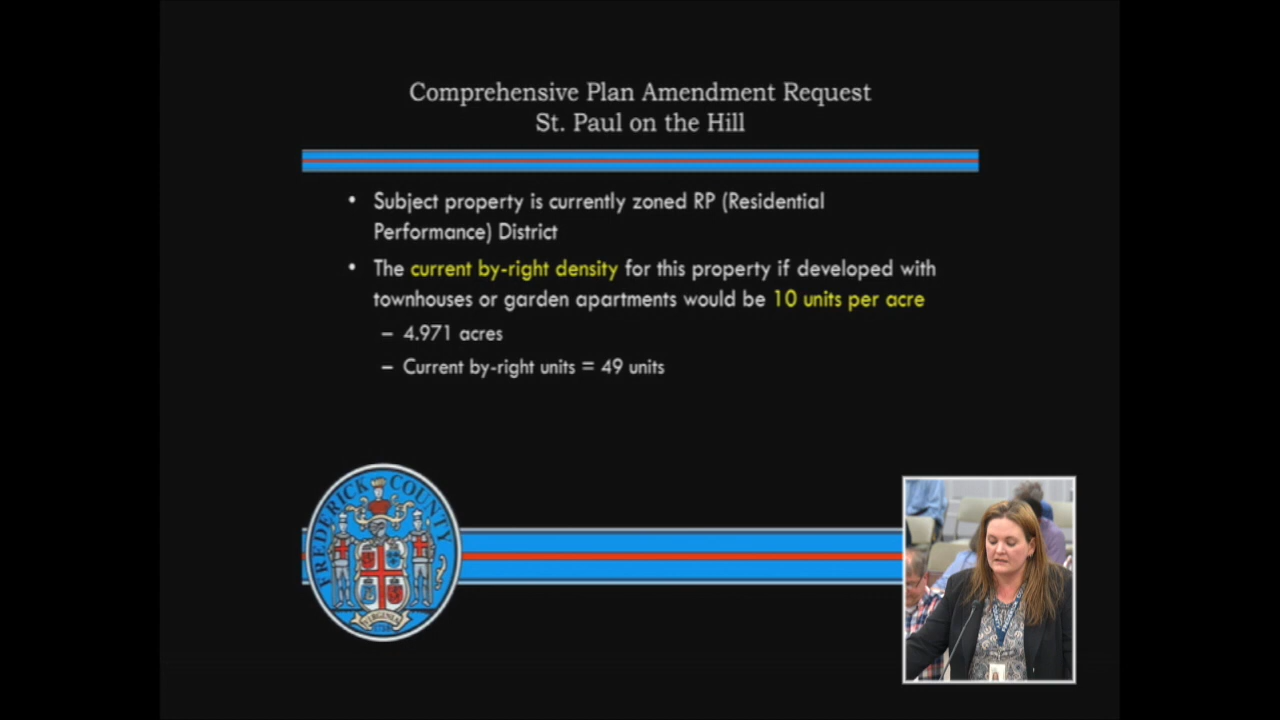 Comprehensive Plan Amendment Request
St. Paul on the Hill
• Subject property is currently zoned RP (Residential
Performance) District
• The current by-right density for this property if developed with
townhouses or garden apartments would be 10 units per acre
– 4.971 acres
– Current by-right units = 49 units
FREDERICK COUNTY
VIRGINIA
1738